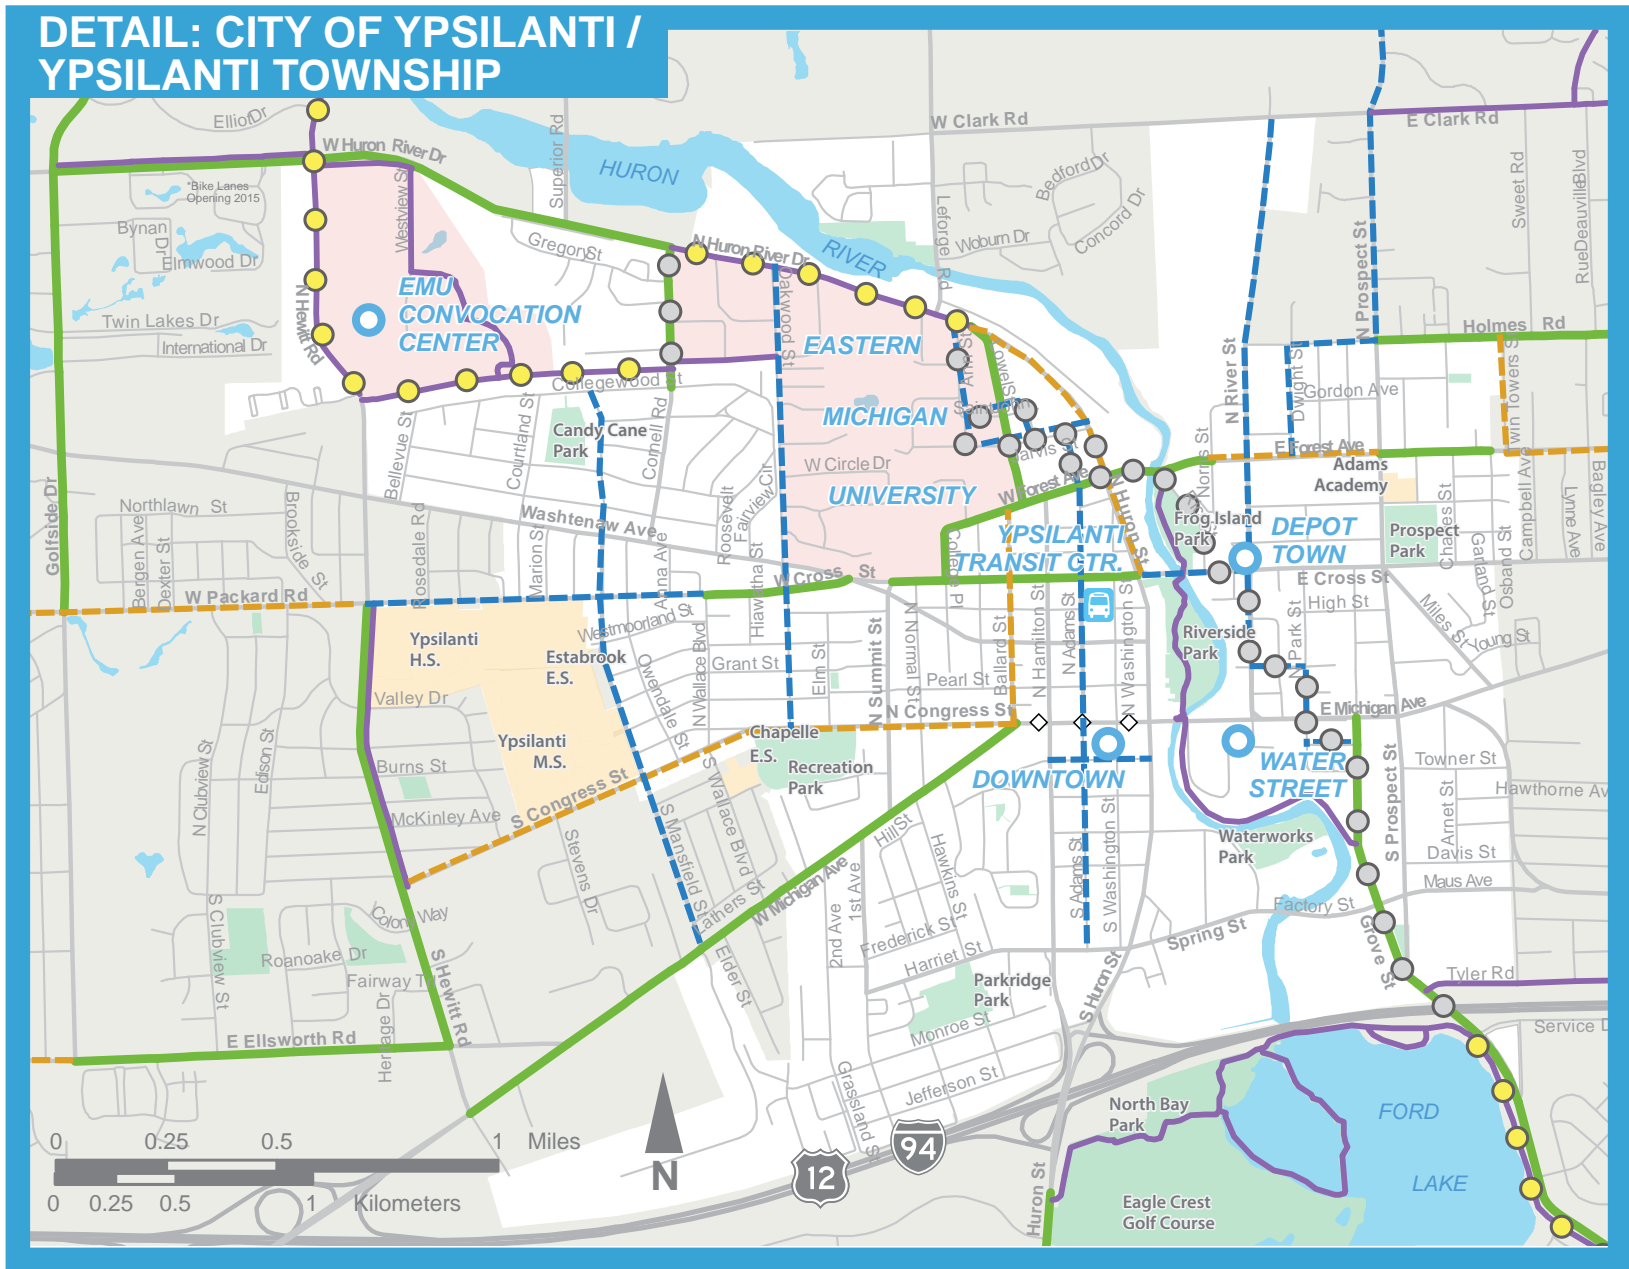 DETAIL: CITY OF YPSILANTI /
YPSILANTI TOWNSHIP
Elliott Dr
W Huron River Dr
Superior Rd
HURON
W Clark Rd
E Clark Rd
*Bike Lanes
Opening 2015
Westview St
Bedford Dr
Concord Dr
Sweet Rd
Rue Deauville Blvd
Bynan Dr
Elmwood Dr
Gregory St
N Huron River Dr
RIVER
Leforge Rd
Woburn Dr
N Prospect St
EMU
CONVOCATION
CENTER
N Hewitt Rd
Twin Lakes Dr
International Dr
Oakwood St
EASTERN
Ann St
Lowell St
Holmes Rd
N River St
Dwight St
Gordon Ave
Twin Towers St
Collegewood St
Bellevue St
Courtland St
Candy Cane
Park
Cornell Rd
MICHIGAN
Saint John
Jarvis St
E Forest Ave
Adams
Academy
W Circle Dr
UNIVERSITY
W Forest Ave
N Huron St
Norris St
Golfside Dr
Northlawn St
Bergen Ave
Dexter St
Brookside St
Rosedale Rd
Washtenaw Ave
Marion St
Anna Ave
Roosevelt
Fairview Cir
Hiawatha St
W Cross St
College Pl
YPSILANTI
TRANSIT CTR.
Frog Island
Park
DEPOT
TOWN
Prospect
Park
Charles St
Garland St
Osband St
Campbell Ave
Lynne Ave
Bagley Ave
E Cross St
High St
W Packard Rd
Ypsilanti
H.S.
Westmoorland St
Estabrook
E.S.
Owendale St
N Wallace Blvd
Grant St
Elm St
N Summit St
N Normal St
Pearl St
Ballard St
N Hamilton St
N Adams St
N Washington St
Riverside
Park
N Park St
Miles St
Young St
Valley Dr
N Congress St
E Michigan Ave
Ypsilanti
M.S.
Chapelle
E.S.
Recreation
Park
DOWNTOWN
WATER
STREET
S Prospect St
Towner St
Hawthorne Av
N Clubview St
Edison St
Burns St
McKinley Ave
S Congress St
S Wallace Blvd
S Mansfield St
Stevens Dr
Hill St
Hawkins St
S Adams St
S Washington St
Waterworks
Park
Arnet St
Davis St
Maus Ave
Factory St
S Clubview St
Colony Way
Roanoake Dr
Fairway Tr
Lathers St
W Michigan Ave
1st Ave
2nd Ave
Frederick St
Harriet St
Spring St
Grove St
Tyler Rd
S Hewitt Rd
Heritage Dr
E Ellsworth Rd
Elder St
Parkridge
Park
Monroe St
S Huron St
Service D
Grassland S
Jefferson St
North Bay
Park
FORD
LAKE
Eagle Crest
Golf Course
Huron St
0 0.25 0.5 1 Miles
0 0.25 0.5 1 Kilometers
N
12
94